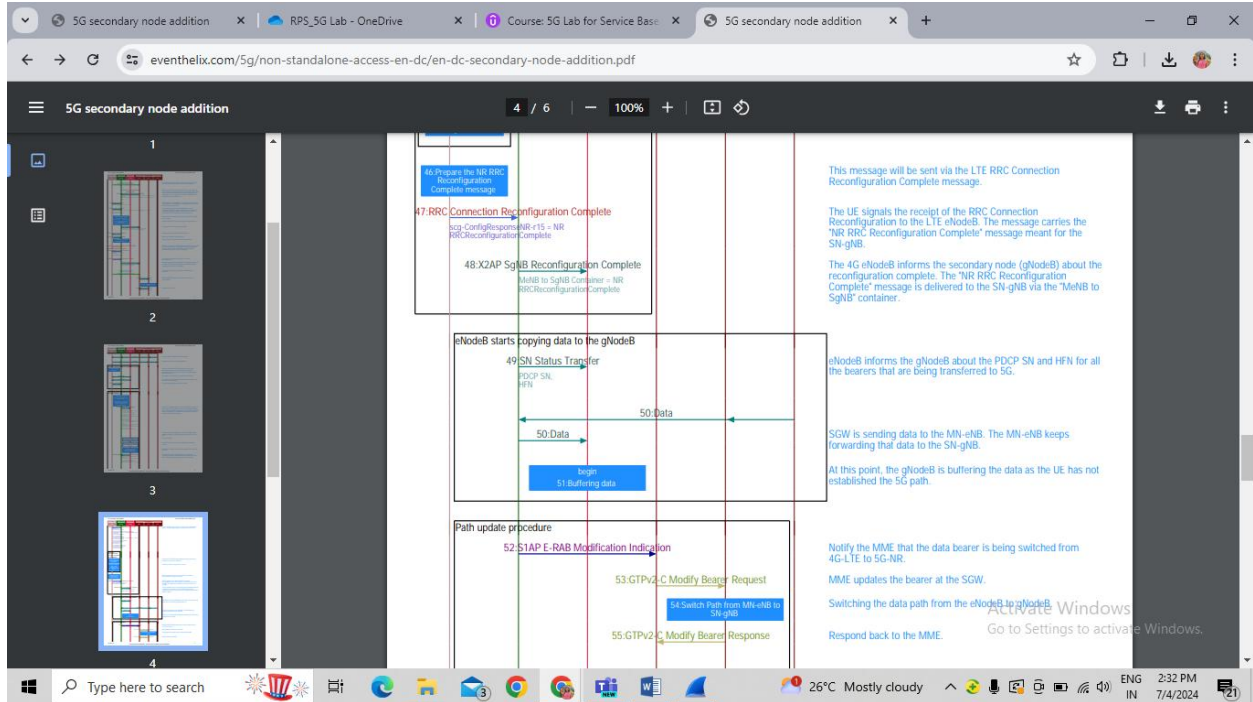 5G secondary node addition
RPS_5G Lab - OneDrive
Course: 5G Lab for Service Base
5G secondary node addition
eventhelix.com/5g/non-standalone-access-en-dc/en-dc-secondary-node-addition.pdf
5G secondary node addition
4 / 6
100%
1
2
3
4
46:Prepare the NR RRC
Reconfiguration
Complete message
This message will be sent via the LTE RRC Connection
Reconfiguration Complete message.
47:RRC Connection Reconfiguration Complete
scg-ConfigResponseNR-r15 = NR
RRCReconfigurationComplete
The UE signals the receipt of the RRC Connection
Reconfiguration to the LTE eNodeB. The message carries the
"NR RRC Reconfiguration Complete" message meant for the
SN-gNB.
48:X2AP SgNB Reconfiguration Complete
MeNB to SgNB Container = NR
RRCReconfigurationComplete
The 4G eNodeB informs the secondary node (gNodeB) about the
reconfiguration complete. The "NR RRC Reconfiguration
Complete" message is delivered to the SN-gNB via the "MeNB to
SgNB" container.
eNodeB starts copying data to the gNodeB
49:SN Status Transfer
PDCP SN,
HFN
eNodeB informs the gNodeB about the PDCP SN and HFN for all
the bearers that are being transferred to 5G.
50:Data
50:Data
SGW is sending data to the MN-eNB. The MN-eNB keeps
forwarding that data to the SN-gNB.
begin
51:Buffering data
At this point, the gNodeB is buffering the data as the UE has not
established the 5G path.
Path update procedure
52:S1AP E-RAB Modification Indication
Notify the MME that the data bearer is being switched from
4G-LTE to 5G-NR.
53:GTPv2-C Modify Bearer Request
MME updates the bearer at the SGW.
54:Switch Path from MN-eNB to
SN-gNB
Switching the data path from the eNodeB to gNodeB.
55:GTPv2-C Modify Bearer Response
Respond back to the MME.
Activate Windows
Go to Settings to activate Windows.
Type here to search
3
NEW
26°C Mostly cloudy
ENG
IN
2:32 PM
7/4/2024
21